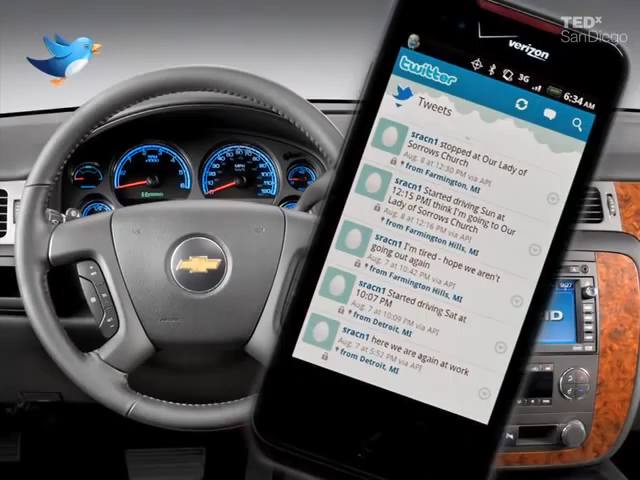 TEDx
SanDiego
verizon
3G
6:34 AM
twitter
Tweets
sracn1 stopped at Our Lady of
Sorrows Church
Aug. 8 at 12:30 PM via API
from Farmington, MI
sracn1 Started driving Sun at
12:15 PMI think I'm going to Our
Lady of Sorrows Church
Aug. 8 at 12:16 PM via API
from Farmington Hills, MI
sracn1 I'm tired - hope we aren't
going out again
Aug. 7 at 10:42 PM via API
from Farmington Hills, MI
sracn1 Started driving Sat at
10:07 PM
Aug. 7 at 10:09 PM via API
from Detroit, MI
sracn1 here we are again at work
Aug. 7 at 5:52 PM via API
from Detroit, MI